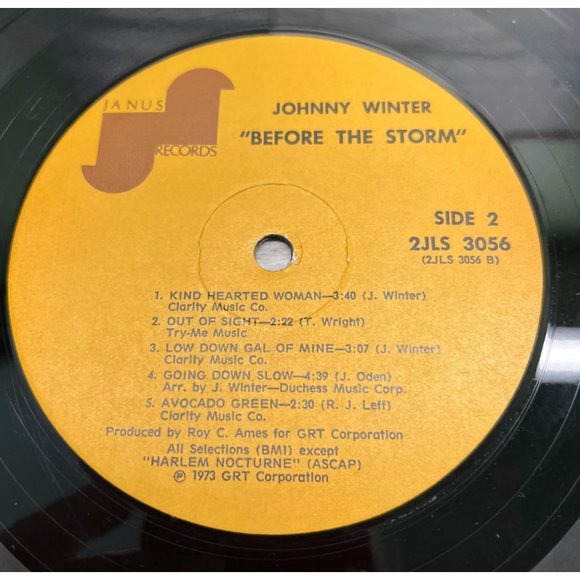 JANUS
RECORDS
JOHNNY WINTER
"BEFORE THE STORM"
SIDE 2
2JLS 3056
(2JLS 3056 B)
1. KIND HEARTED WOMAN—3:40 (J. Winter)
Clarity Music Co.
2. OUT OF SIGHT—2:22 (T. Wright)
Try-Me Music
3. LOW DOWN GAL OF MINE—3:07 (J. Winter)
Clarity Music Co.
4. GOING DOWN SLOW—4:39 (J. Oden)
Arr. by J. Winter—Duchess Music Corp.
5. AVOCADO GREEN—2:30 (R. J. Leff)
Clarity Music Co.
Produced by Roy C. Ames for GRT Corporation
All Selections (BMI) except
"HARLEM NOCTURNE" (ASCAP)
℗ 1973 GRT Corporation